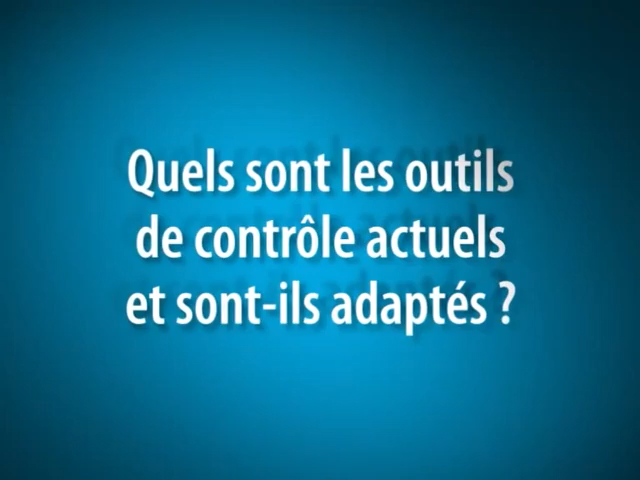 Quels sont les outils
de contrôle actuels
et sont-ils adaptés ?